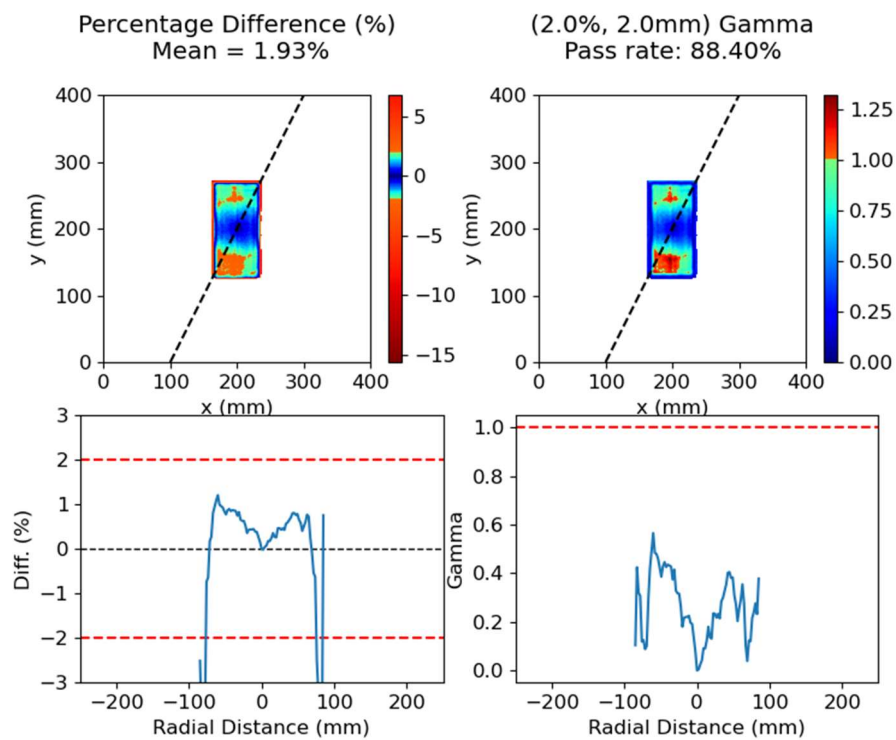 Percentage Difference (%)
Mean = 1.93%
(2.0%, 2.0mm) Gamma
Pass rate: 88.40%
400
300
200
100
0
y (mm)
0 100 200 300 400
x (mm)
5
0
−5
−10
−15
400
300
200
100
0
y (mm)
0 100 200 300 400
x (mm)
1.25
1.00
0.75
0.50
0.25
0.00
3
2
1
0
−1
−2
−3
Diff. (%)
−200 −100 0 100 200
Radial Distance (mm)
1.0
0.8
0.6
0.4
0.2
0.0
Gamma
−200 −100 0 100 200
Radial Distance (mm)